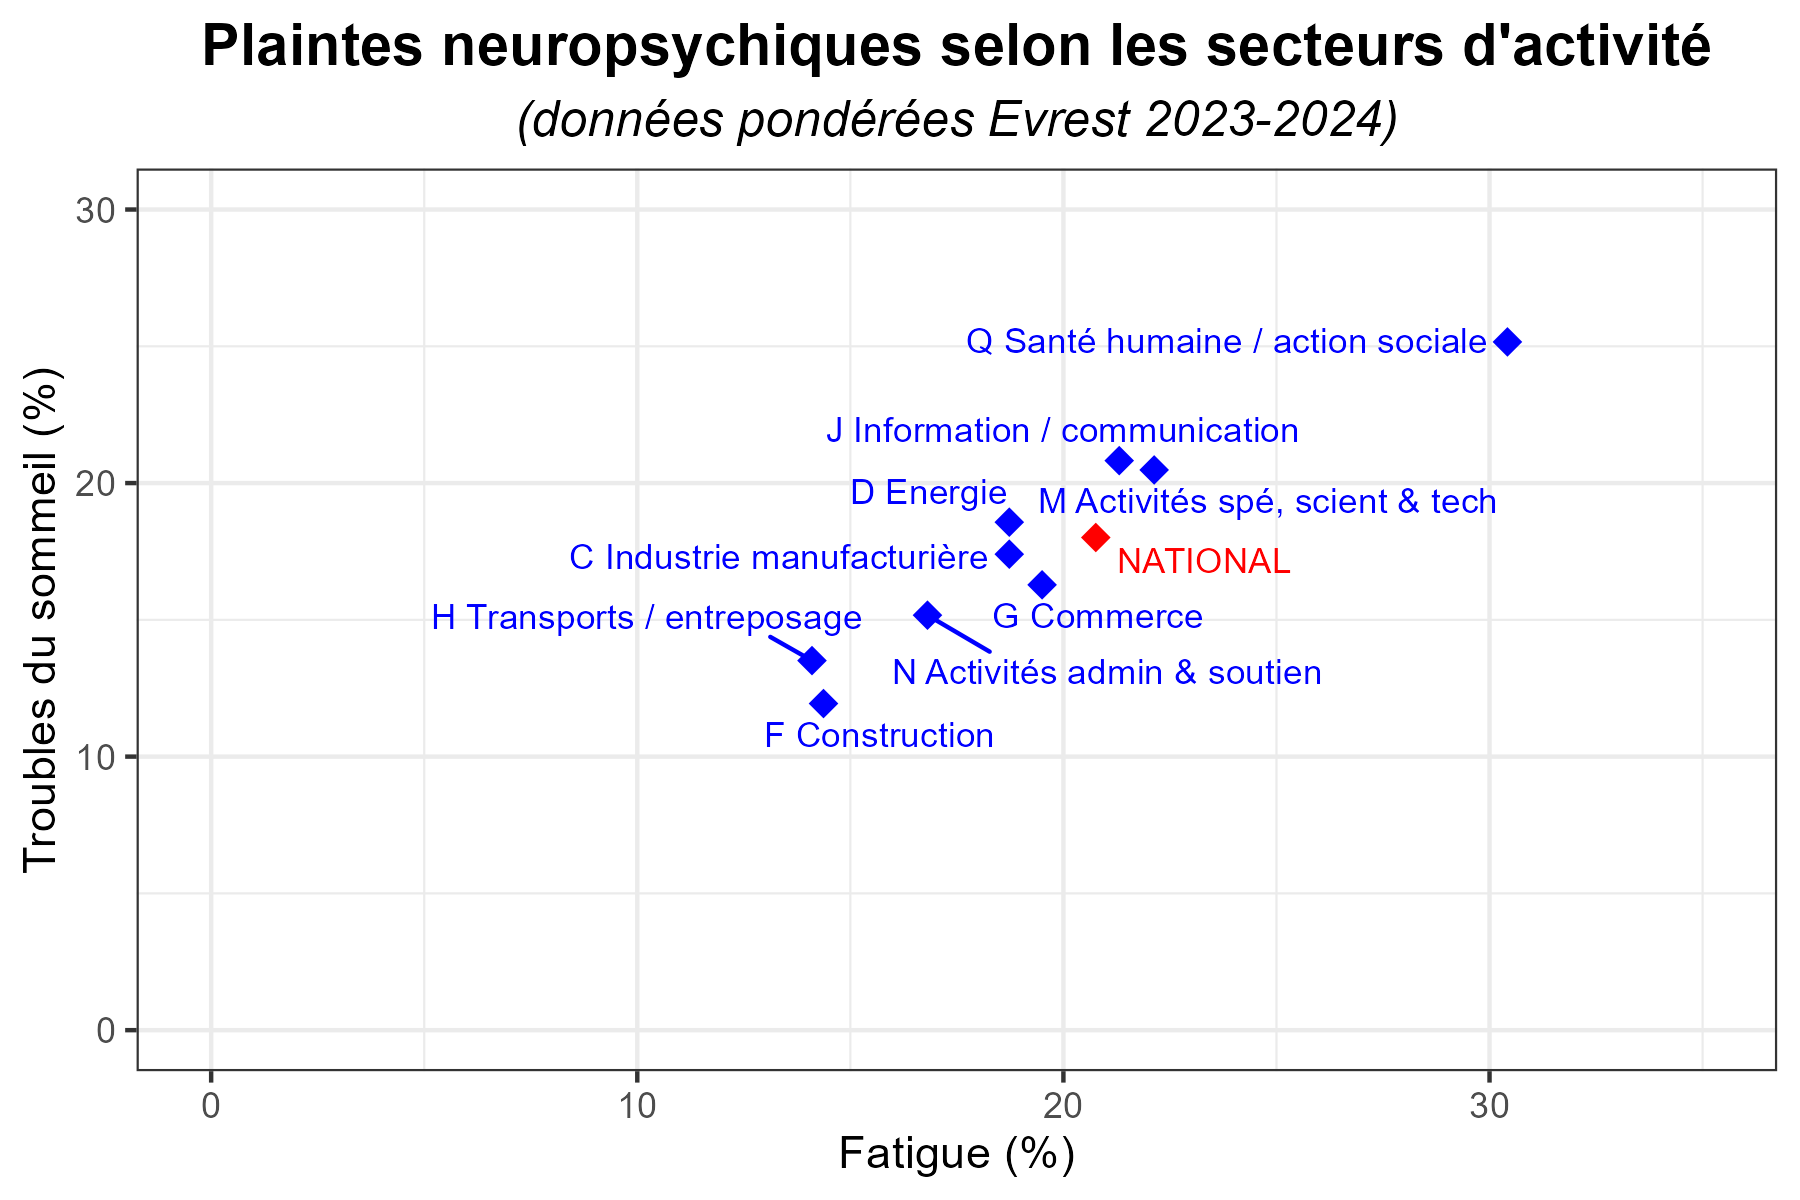 Plaintes neuropsychiques selon les secteurs d'activité
(données pondérées Evrest 2023-2024)
Troubles du sommeil (%)
30
20
10
0
Q Santé humaine / action sociale
J Information / communication
D Energie
M Activités spé, scient & tech
C Industrie manufacturière
NATIONAL
H Transports / entreposage
G Commerce
N Activités admin & soutien
F Construction
0
10
20
30
Fatigue (%)